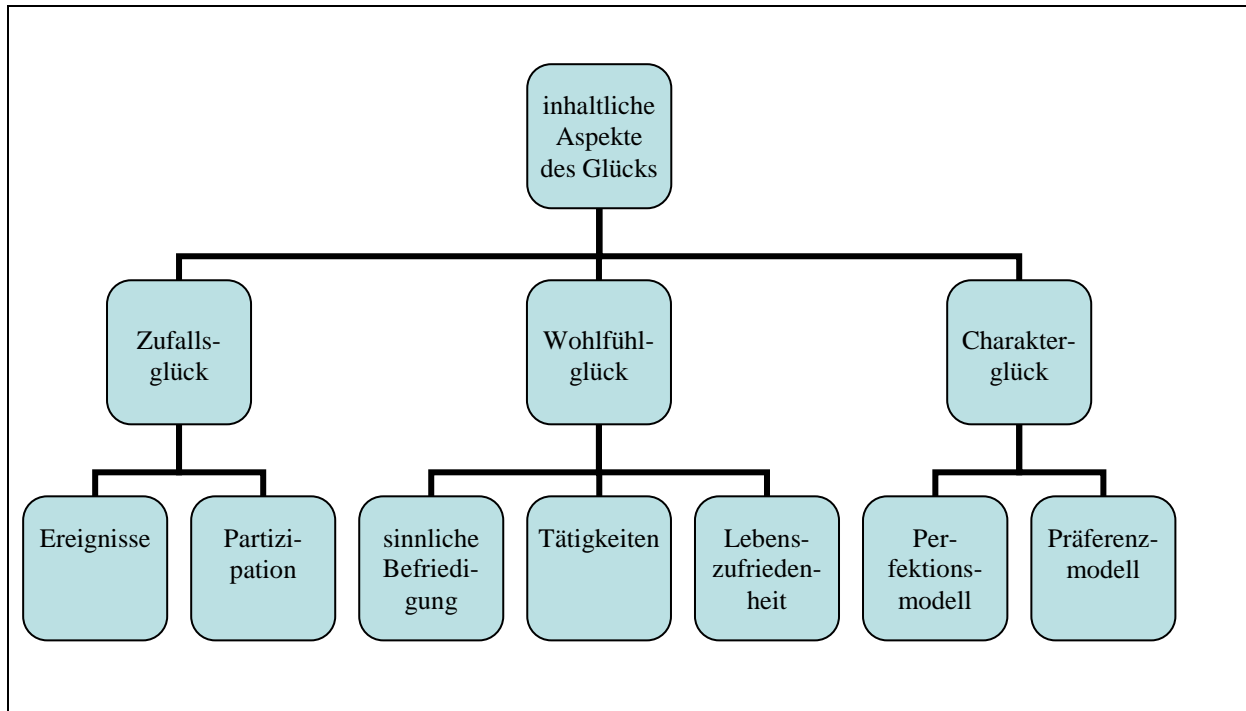 inhaltliche
Aspekte
des Glücks
Zufalls-
glück
Wohlfühl-
glück
Charakter-
glück
Ereignisse
Partizi-
pation
sinnliche
Befriedi-
gung
Tätigkeiten
Lebens-
zufrieden-
heit
Per-
fektions-
modell
Präferenz-
modell